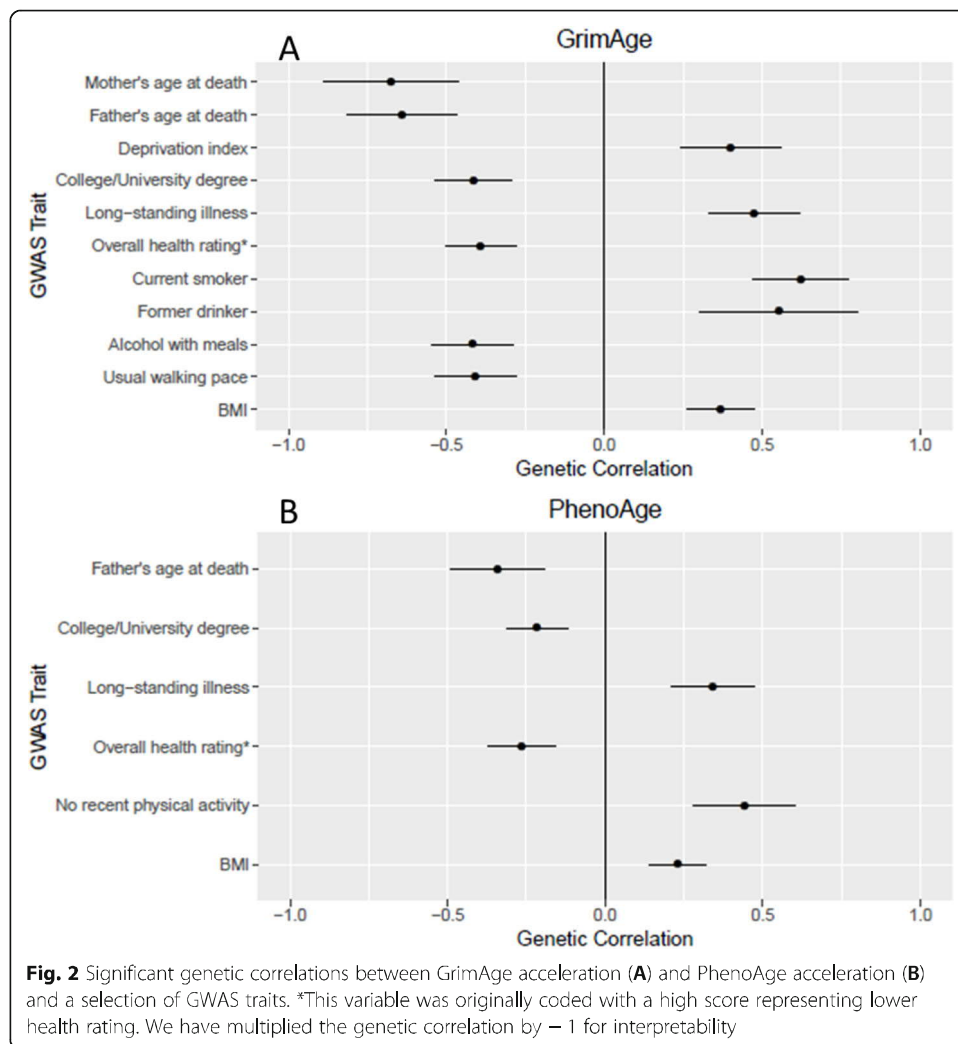 A
GrimAge
GWAS Trait
Mother's age at death
Father's age at death
Deprivation index
College/University degree
Long−standing illness
Overall health rating*
Current smoker
Former drinker
Alcohol with meals
Usual walking pace
BMI
−1.0 −0.5 0.0 0.5 1.0
Genetic Correlation
B
PhenoAge
GWAS Trait
Father's age at death
College/University degree
Long−standing illness
Overall health rating*
No recent physical activity
BMI
−1.0 −0.5 0.0 0.5 1.0
Genetic Correlation
Fig. 2 Significant genetic correlations between GrimAge acceleration (A) and PhenoAge acceleration (B)
and a selection of GWAS traits. *This variable was originally coded with a high score representing lower
health rating. We have multiplied the genetic correlation by − 1 for interpretability